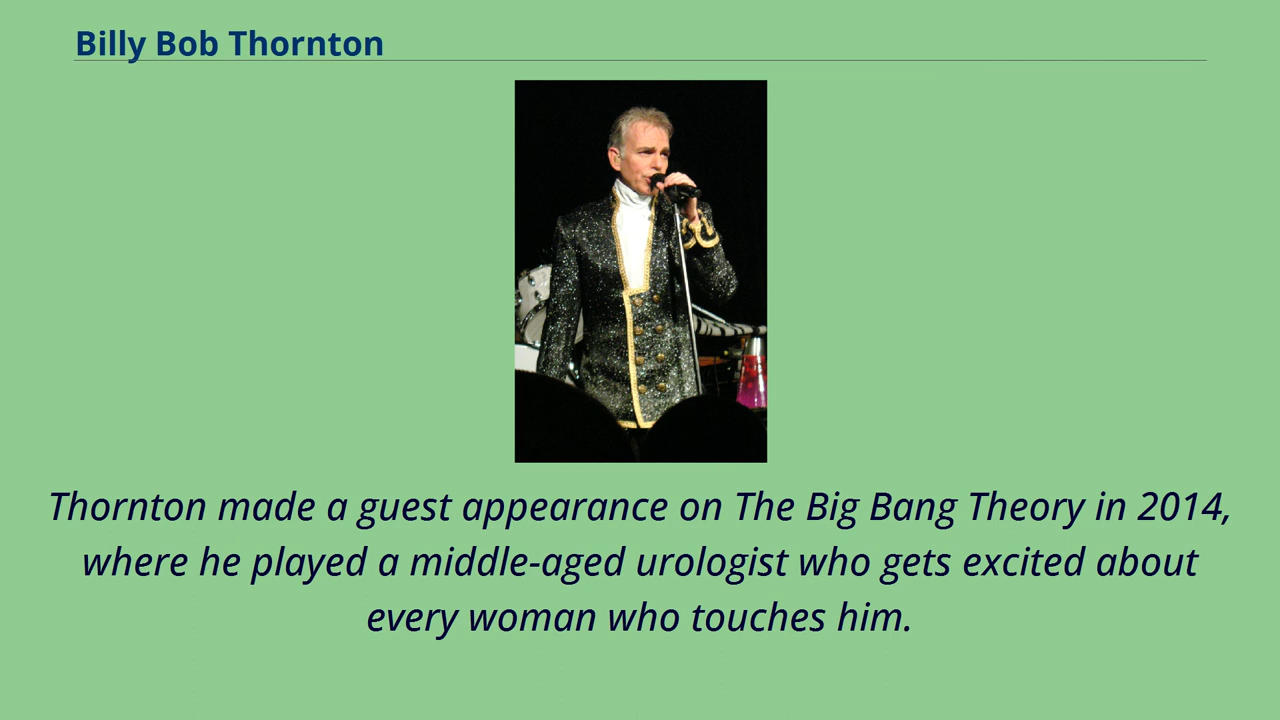 Billy Bob Thornton
Thornton made a guest appearance on The Big Bang Theory in 2014,
where he played a middle-aged urologist who gets excited about
every woman who touches him.